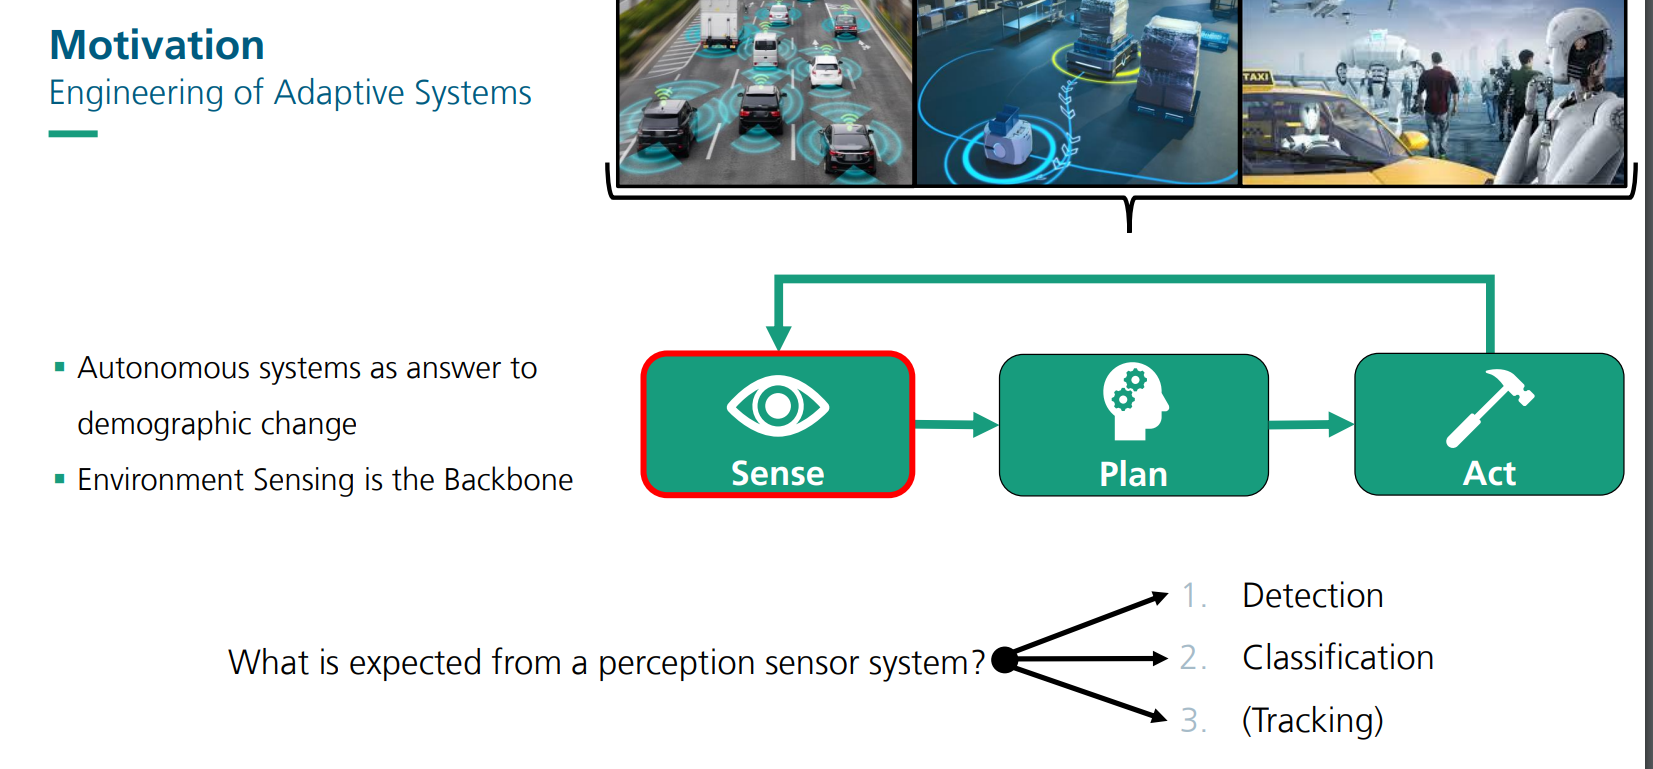 Motivation
Engineering of Adaptive Systems
TAXI
Autonomous systems as answer to
demographic change
Environment Sensing is the Backbone
Sense
Plan
Act
What is expected from a perception sensor system?
1. Detection
2. Classification
3. (Tracking)